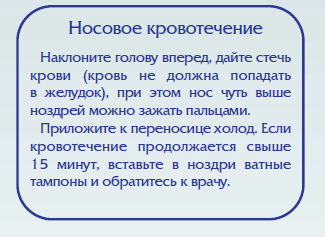 Носовое кровотечение
Наклоните голову вперед, дайте стечь
крови (кровь не должна попадать
в желудок), при этом нос чуть выше
ноздрей можно зажать пальцами.
Приложите к переносице холод. Если
кровотечение продолжается свыше
15 минут, вставьте в ноздри ватные
тампоны и обратитесь к врачу.